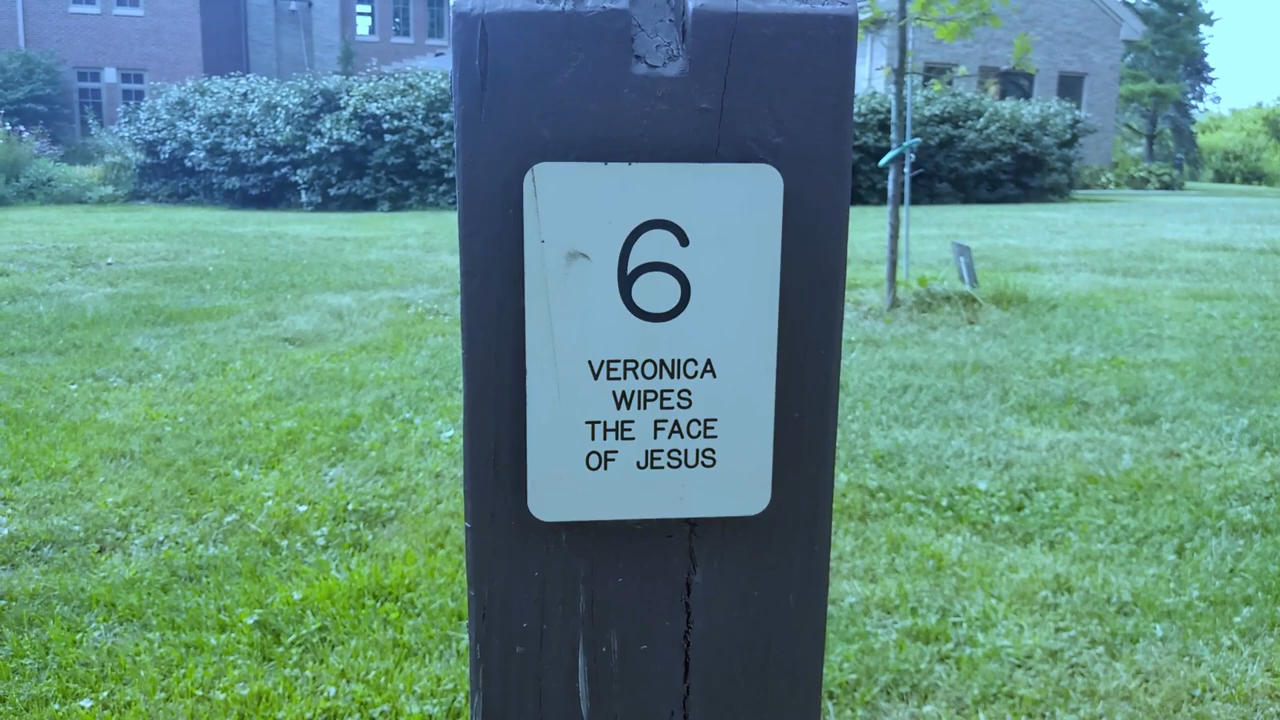 6
VERONICA
WIPES
THE FACE
OF JESUS